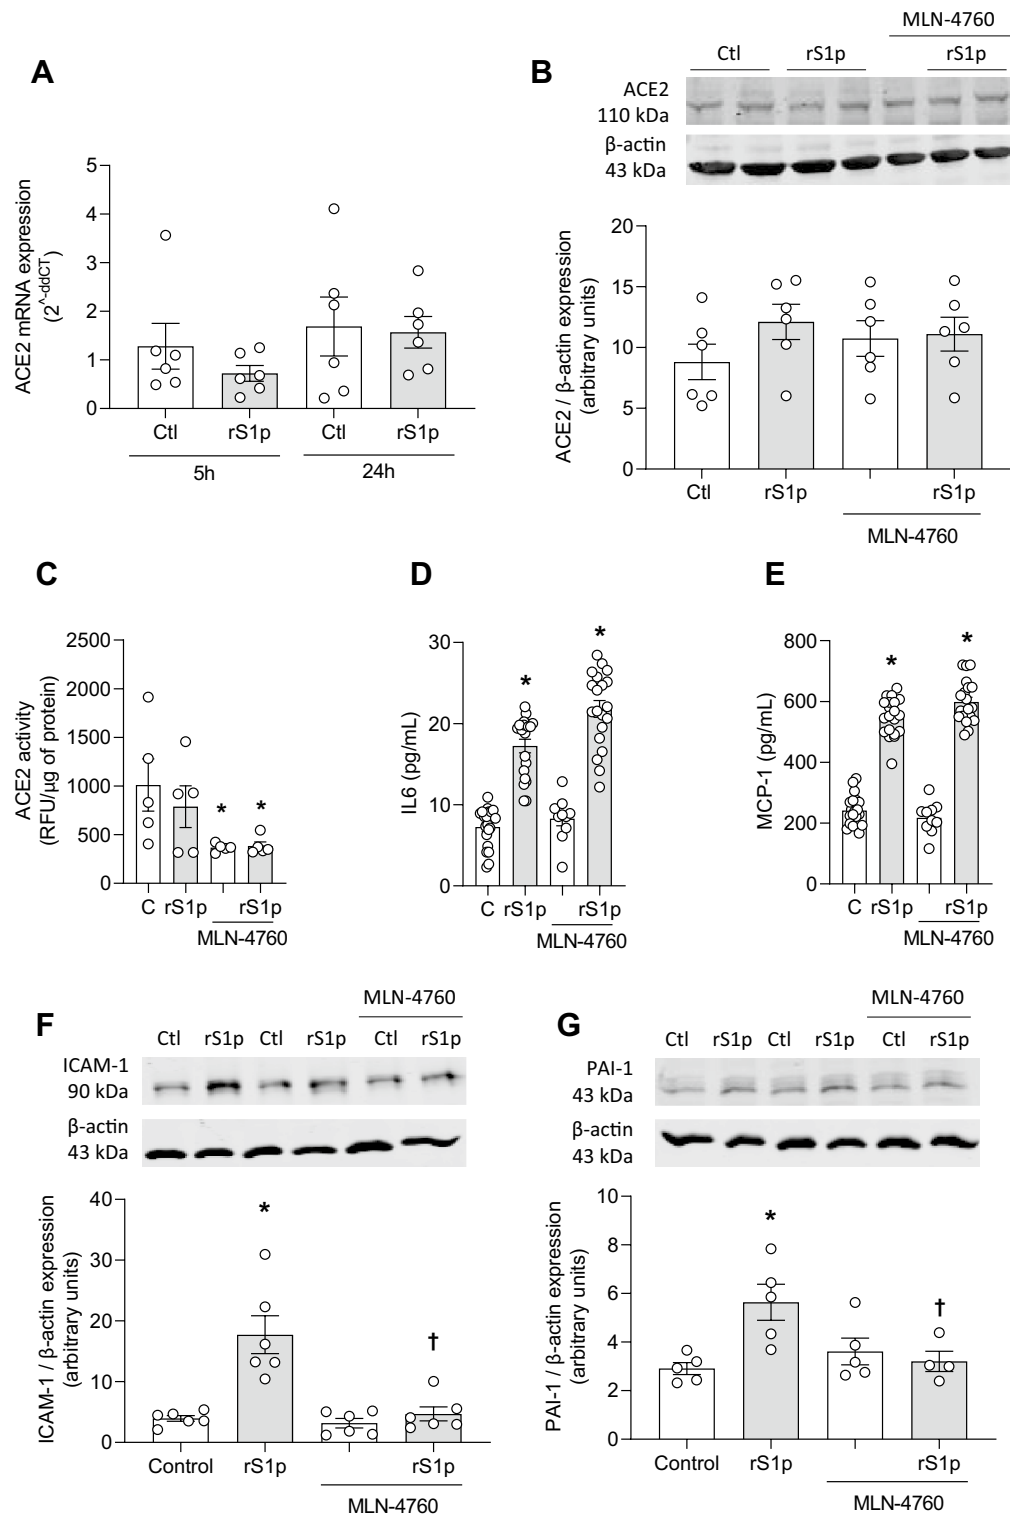 A
ACE2 mRNA expression
(2^-ddCT)
5
4
3
2
1
0
Ctl rS1p Ctl rS1p
5h 24h
B
MLN-4760
Ctl rS1p rS1p
ACE2
110 kDa
β-actin
43 kDa
ACE2 / β-actin expression
(arbitrary units)
20
15
10
5
0
Ctl rS1p rS1p
MLN-4760
C
ACE2 activity
(RFU/µg of protein)
2500
2000
1500
1000
500
0
* *
C rS1p rS1p
MLN-4760
D
IL6 (pg/mL)
30
20
10
0
* *
C rS1p rS1p
MLN-4760
E
MCP-1 (pg/mL)
800
600
400
200
0
* *
C rS1p rS1p
MLN-4760
F
MLN-4760
Ctl rS1p Ctl rS1p Ctl rS1p
ICAM-1
90 kDa
β-actin
43 kDa
ICAM-1 / β-actin expression
(arbitrary units)
40
30
20
10
0
* †
Control rS1p rS1p
MLN-4760
G
MLN-4760
Ctl rS1p Ctl rS1p Ctl rS1p
PAI-1
43 kDa
β-actin
43 kDa
PAI-1 / β-actin expression
(arbitrary units)
10
8
6
4
2
0
* †
Control rS1p rS1p
MLN-4760